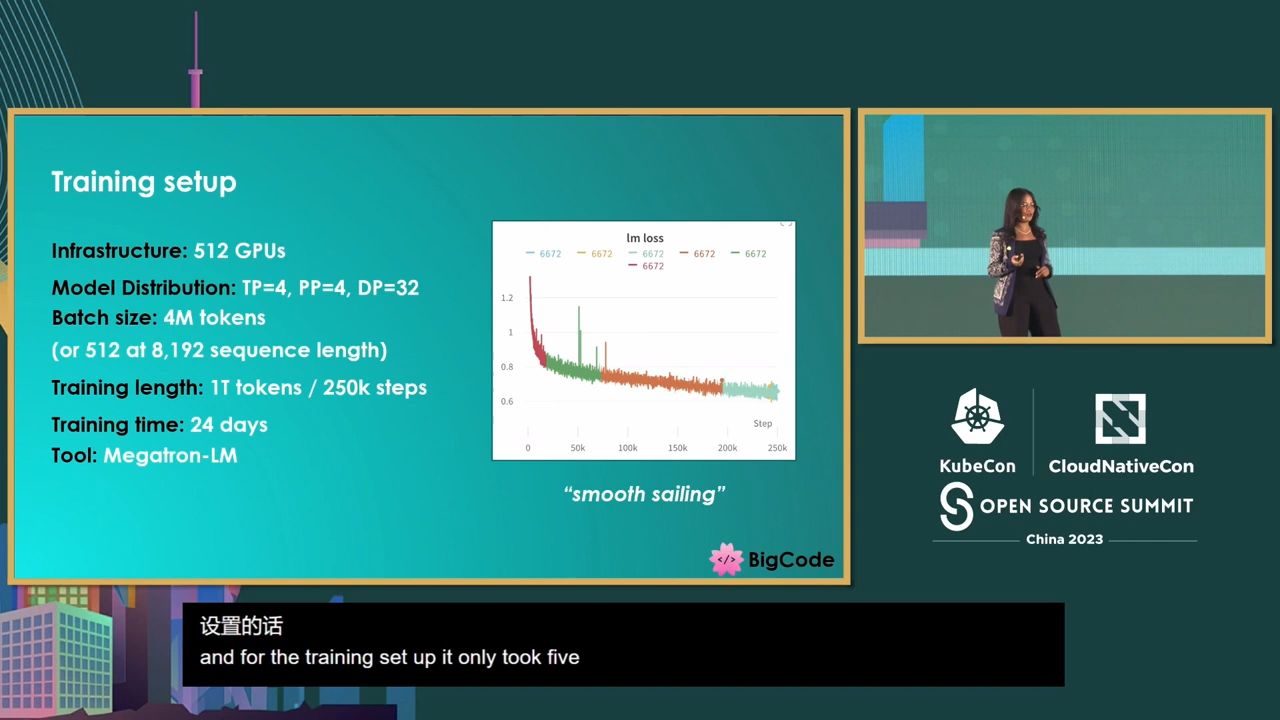 Training setup
Infrastructure: 512 GPUs
Model Distribution: TP=4, PP=4, DP=32
Batch size: 4M tokens
(or 512 at 8,192 sequence length)
Training length: 1T tokens / 250k steps
Training time: 24 days
Tool: Megatron-LM
lm loss
6672 6672 6672 6672 6672
6672
1.2
1
0.8
0.6
Step
0 50k 100k 150k 200k 250k
“smooth sailing”
</> BigCode
KubeCon CloudNativeCon
OPEN SOURCE SUMMIT
China 2023
设置的话
and for the training set up it only took five